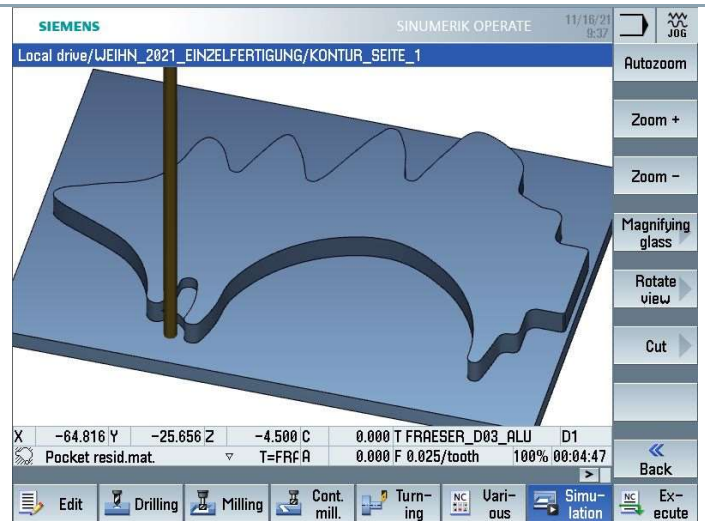 SIEMENS SINUMERIK OPERATE 11/16/21 9:37 JOG
Local drive/WEIHN_2021_EINZELFERTIGUNG/KONTUR_SEITE_1
Autozoom
Zoom +
Zoom -
Magnifying
glass
Rotate
view
Cut
X -64.816 Y -25.656 Z -4.500 C 0.000 T FRAESER_D03_ALU D1
Pocket resid.mat. T=FRF A 0.000 F 0.025/tooth 100% 00:04:47
Back
Edit Drilling Milling Cont. mill. Turn- ing NC Vari- ous Simu- lation NC Ex- ecute